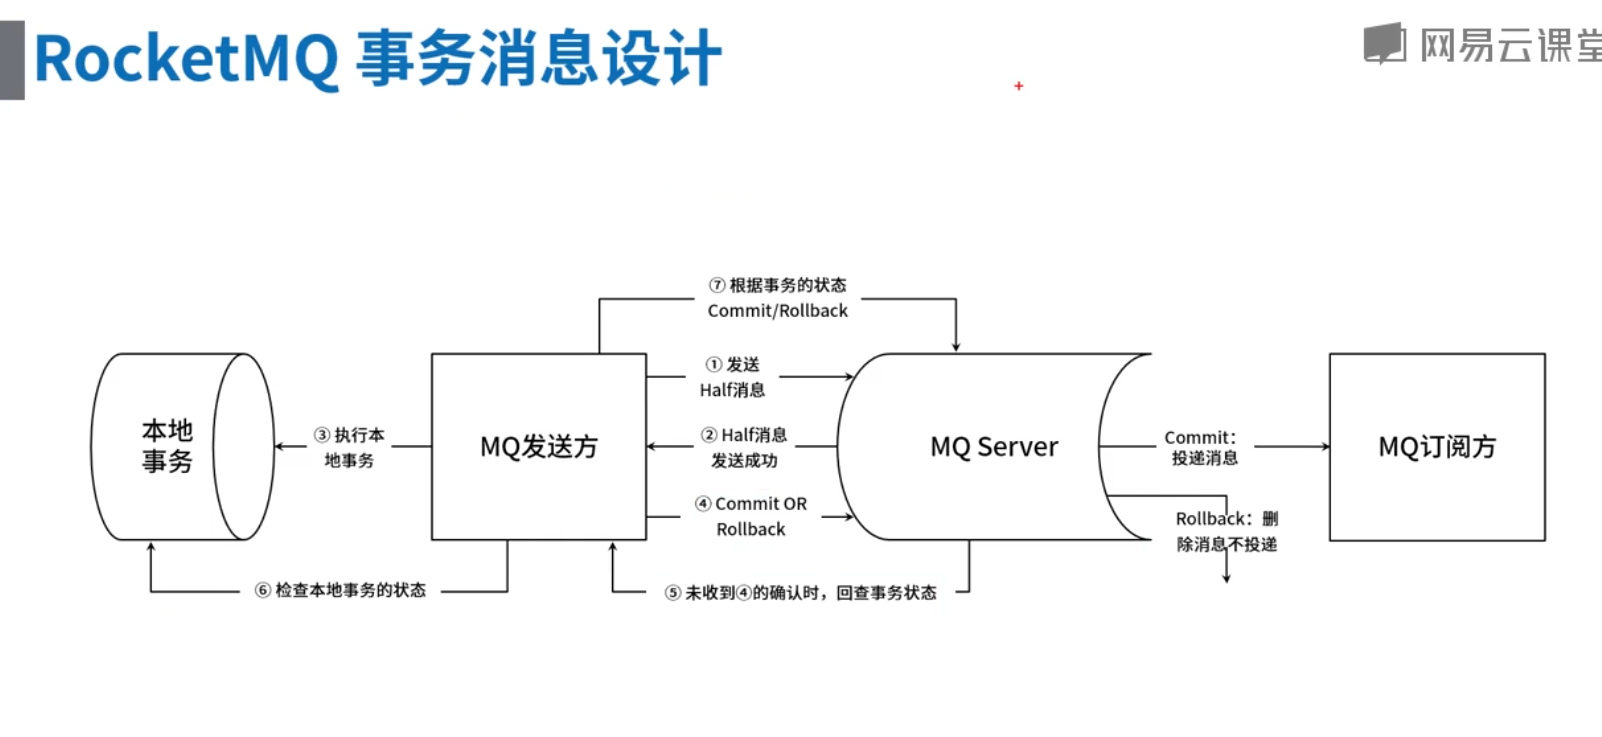 RocketMQ 事务消息设计
网易云课堂
⑦ 根据事务的状态
Commit/Rollback
① 发送
Half消息
本地
事务
③ 执行本
地事务
MQ发送方
② Half消息
发送成功
MQ Server
Commit：
投递消息
MQ订阅方
④ Commit OR
Rollback
Rollback：删
除消息不投递
⑥ 检查本地事务的状态
⑤ 未收到④的确认时，回查事务状态